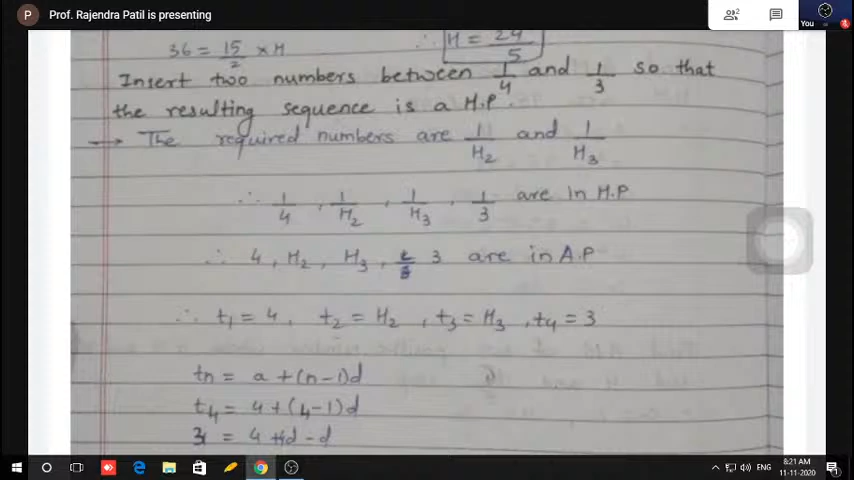 P Prof. Rajendra Patil is presenting
You
36 = 15/2 × H ∴ H = 24/5
Insert two numbers between 1/4 and 1/3 so that
the resulting sequence is a H.P.
→ The required numbers are 1/H₂ and 1/H₃
∴ 1/4 , 1/H₂ , 1/H₃ , 1/3 are in H.P
∴ 4 , H₂ , H₃ , 3 are in A.P
∴ t₁ = 4 , t₂ = H₂ , t₃ = H₃ , t₄ = 3
tn = a + (n-1)d
t₄ = 4 + (4-1)d
3 = 4 + 4d - d
ENG
8:21 AM
11-11-2020